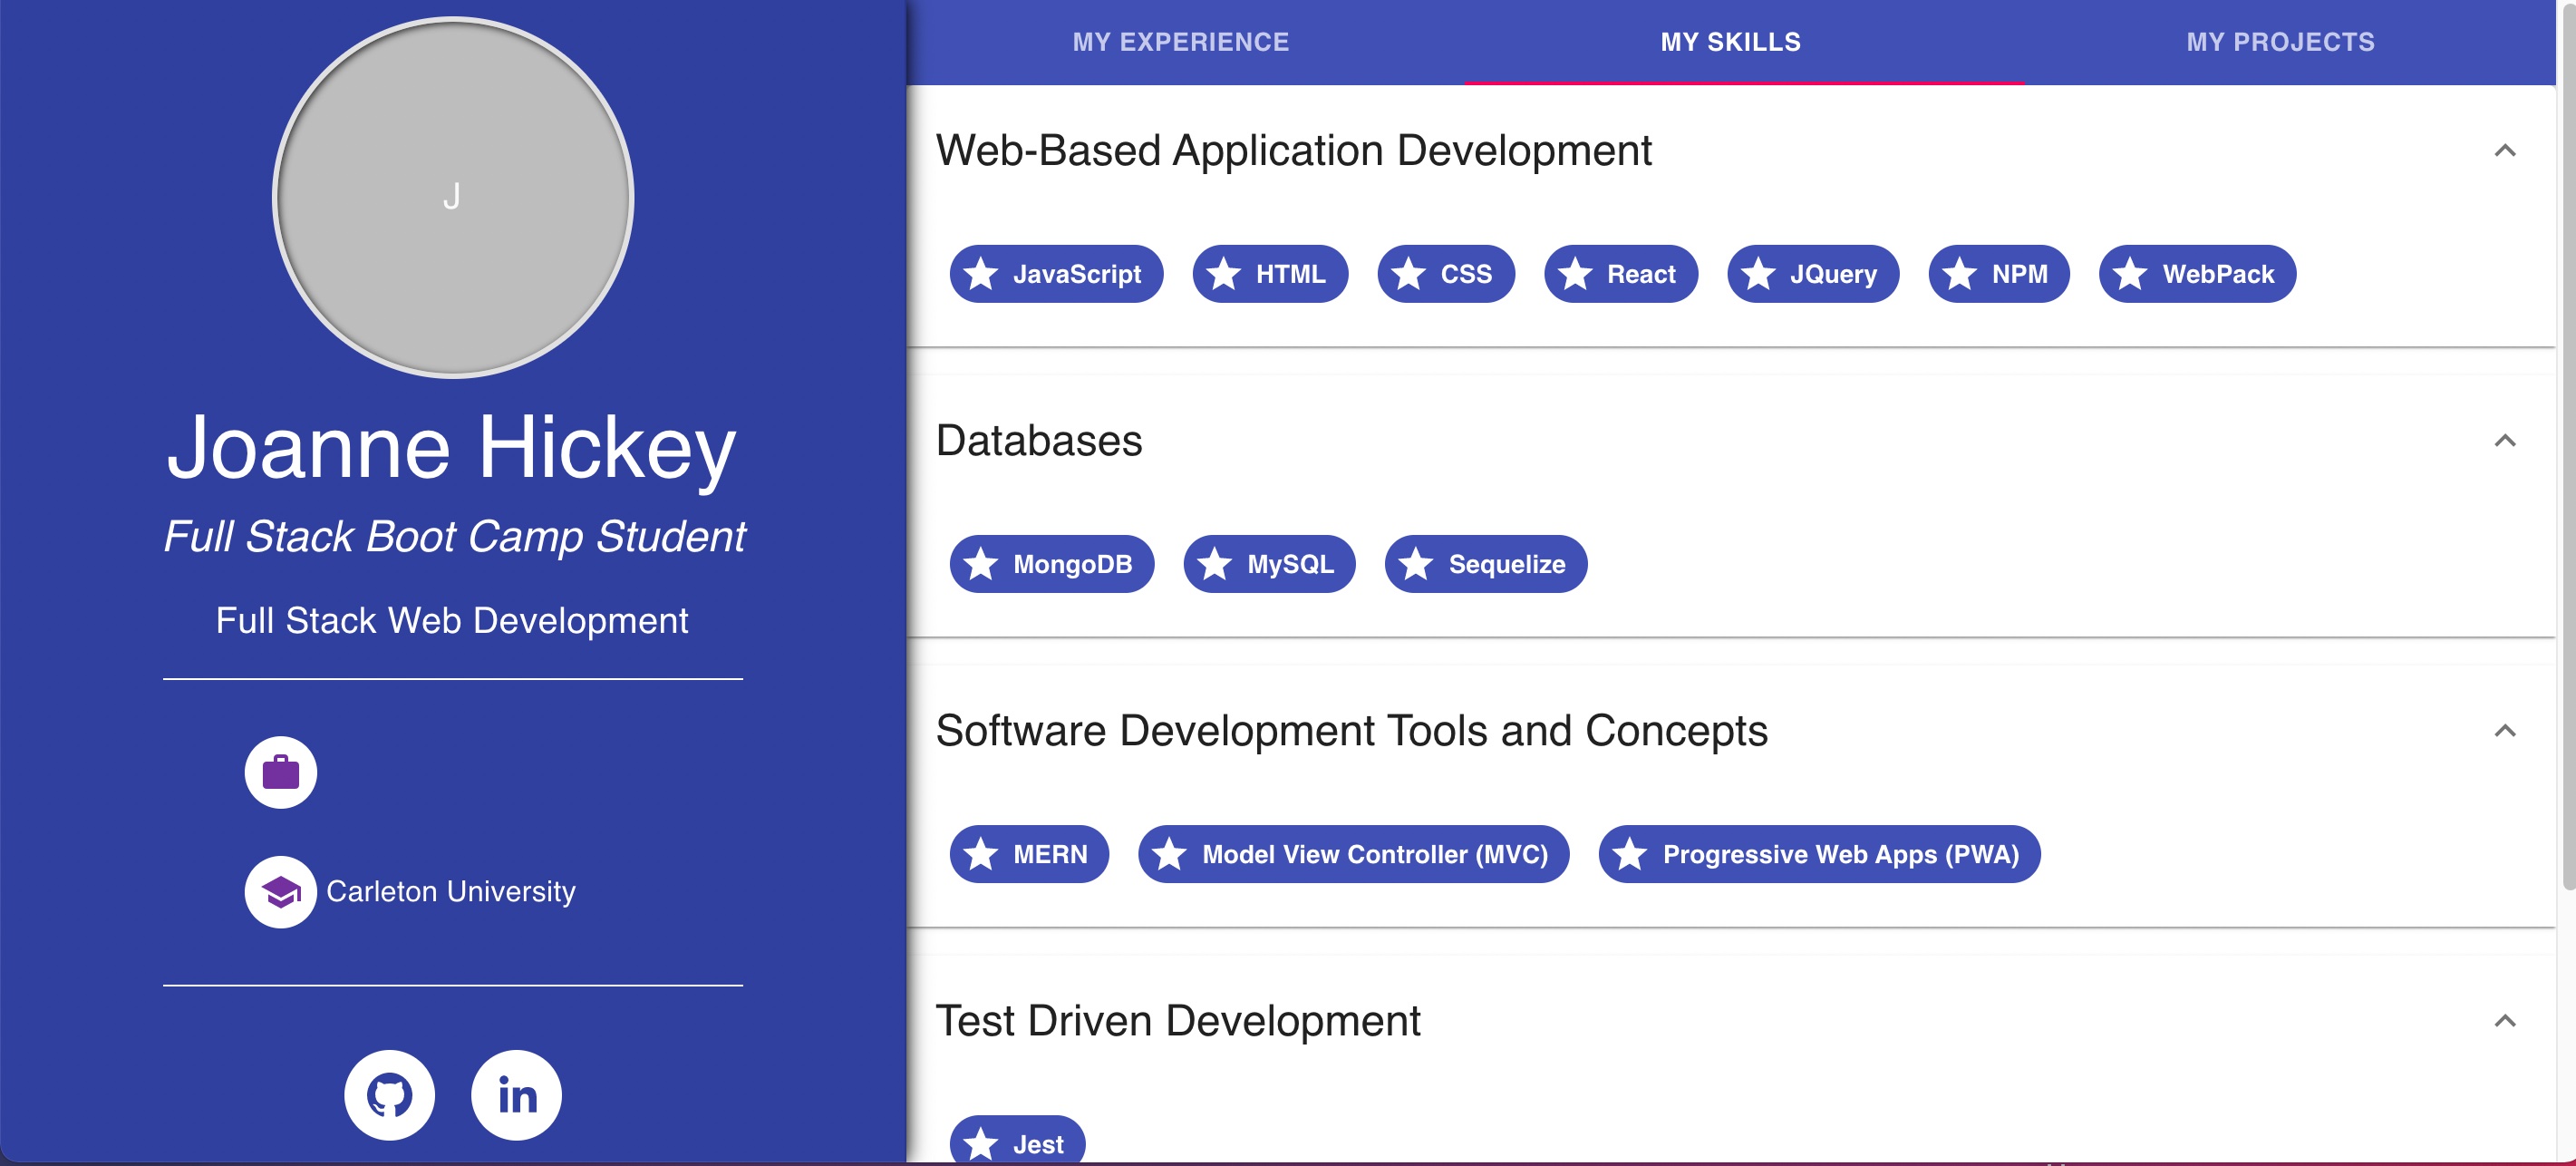 J
Joanne Hickey
Full Stack Boot Camp Student
Full Stack Web Development
Carleton University
in
MY EXPERIENCE MY SKILLS MY PROJECTS
Web-Based Application Development
JavaScript HTML CSS React JQuery NPM WebPack
Databases
MongoDB MySQL Sequelize
Software Development Tools and Concepts
MERN Model View Controller (MVC) Progressive Web Apps (PWA)
Test Driven Development
Jest